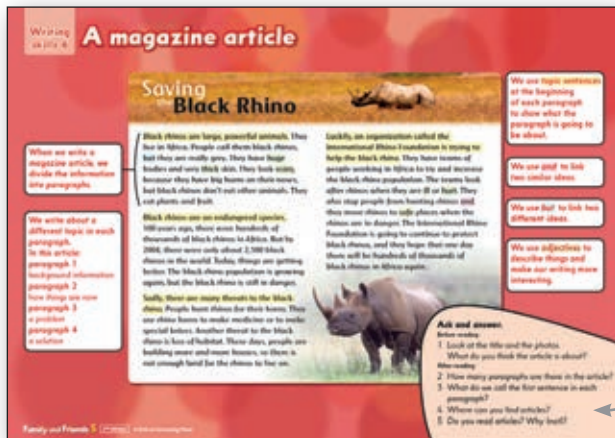 Writing
skills 6
A magazine article
Saving
the Black Rhino
Black rhinos are large, powerful animals. They
live in Africa. People call them black rhinos,
but they are really grey. They have huge
bodies and very thick skin. They look scary,
because they have big horns on their noses,
but black rhinos don't eat other animals. They
eat plants and fruit.
Black rhinos are an endangered species.
100 years ago, there were hundreds of
thousands of black rhinos in Africa. But by
2004, there were only about 2,500 black
rhinos in the world. Today, things are getting
better. The black rhino population is growing
again, but the black rhino is still in danger.
Sadly, there are many threats to the black
rhino. People hunt rhinos for their horns. They
use rhino horns to make medicine or to make
special knives. Another threat to the black
rhino is loss of habitat. These days, people are
building more and more houses, so there is
not enough land for the rhinos to live on.
Luckily, an organization called the
International Rhino Foundation is trying to
help the black rhino. They have teams of
people working in Africa to try and increase
the black rhino population. The teams look
after rhinos when they are ill or hurt. They
also stop people from hunting rhinos and
they move rhinos to safe places when the
rhinos are in danger. The International Rhino
Foundation is going to continue to protect
black rhinos, and they hope that one day
there will be hundreds of thousands of
black rhinos in Africa again.
When we write a
magazine article, we
divide the information
into paragraphs.
We write about a
different topic in each
paragraph.
In this article:
paragraph 1
background information
paragraph 2
how things are now
paragraph 3
a problem
paragraph 4
a solution
We use topic sentences
at the beginning
of each paragraph
to show what the
paragraph is going to
be about.
We use and to link
two similar ideas.
We use but to link two
different ideas.
We use adjectives to
describe things and
make our writing more
interesting.
Ask and answer.
Before reading:
1 Look at the title and the photos.
What do you think the article is about?
After reading:
2 How many paragraphs are there in the article?
3 What do we call the first sentence in each
paragraph?
4 Where can you find articles?
5 Do you read articles? Why (not)?
Family and Friends 5